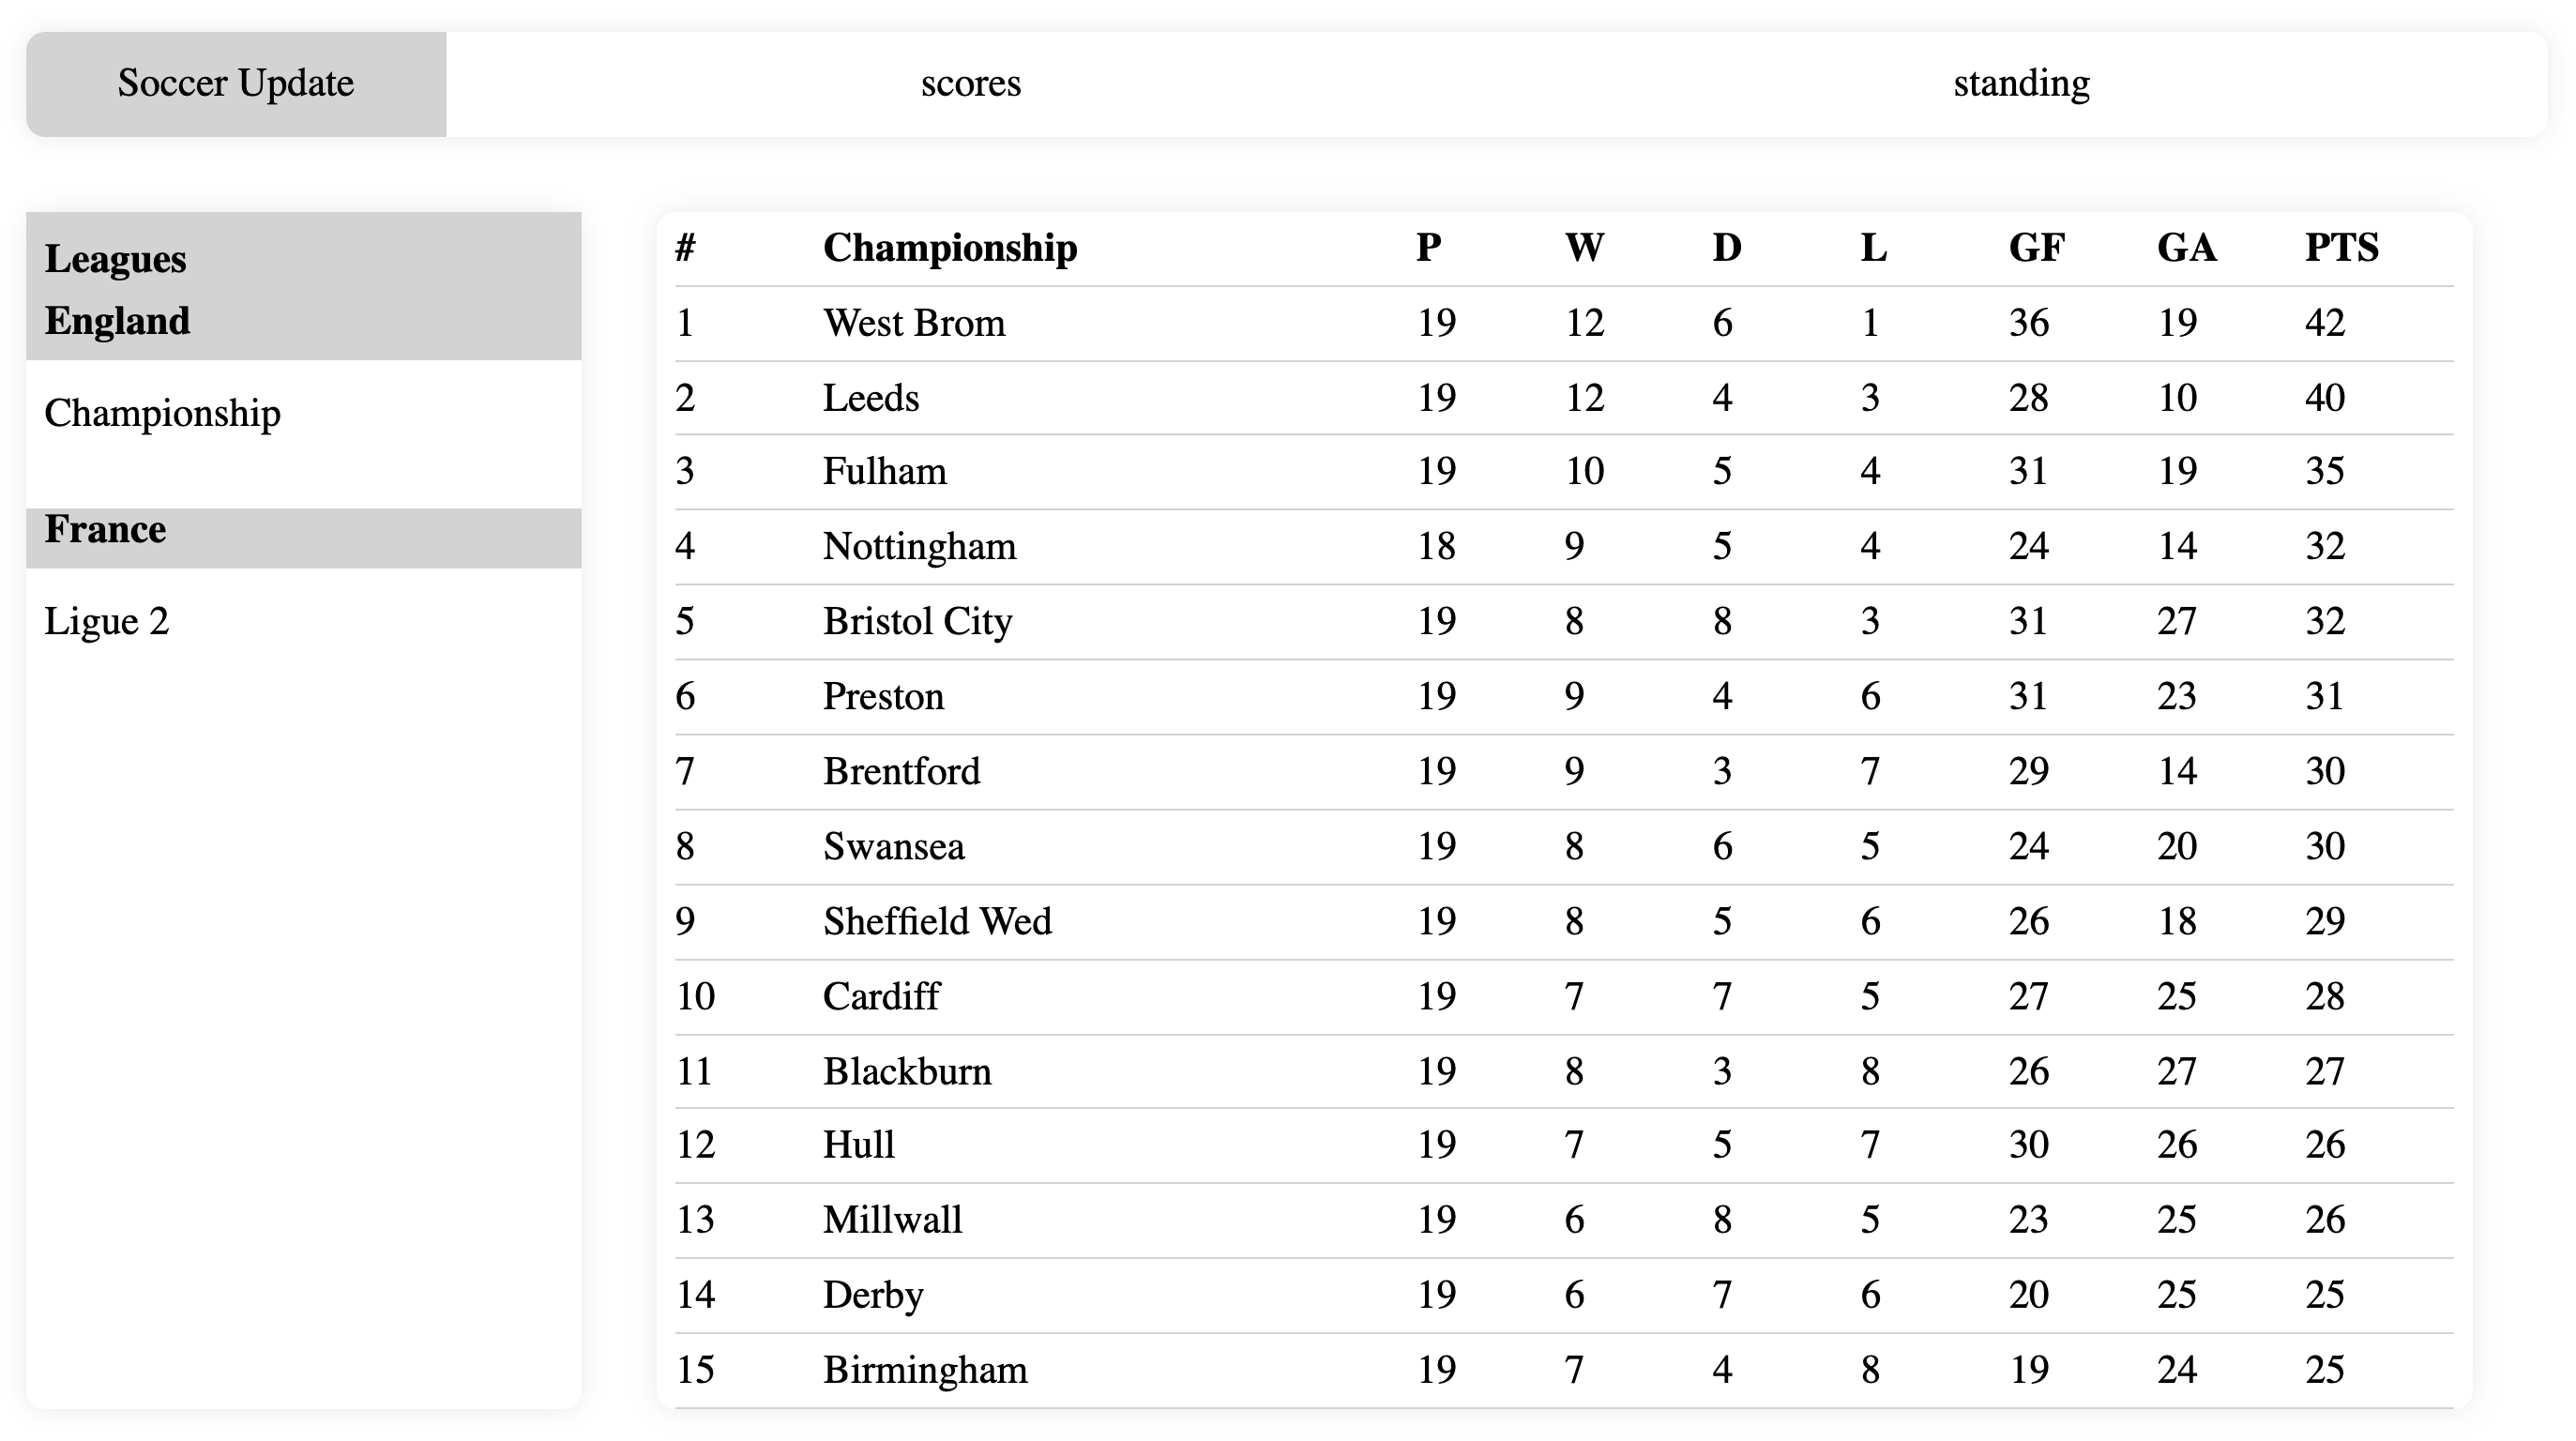 Soccer Update scores standing
Leagues
England
Championship
France
Ligue 2
# Championship P W D L GF GA PTS
1 West Brom 19 12 6 1 36 19 42
2 Leeds 19 12 4 3 28 10 40
3 Fulham 19 10 5 4 31 19 35
4 Nottingham 18 9 5 4 24 14 32
5 Bristol City 19 8 8 3 31 27 32
6 Preston 19 9 4 6 31 23 31
7 Brentford 19 9 3 7 29 14 30
8 Swansea 19 8 6 5 24 20 30
9 Sheffield Wed 19 8 5 6 26 18 29
10 Cardiff 19 7 7 5 27 25 28
11 Blackburn 19 8 3 8 26 27 27
12 Hull 19 7 5 7 30 26 26
13 Millwall 19 6 8 5 23 25 26
14 Derby 19 6 7 6 20 25 25
15 Birmingham 19 7 4 8 19 24 25